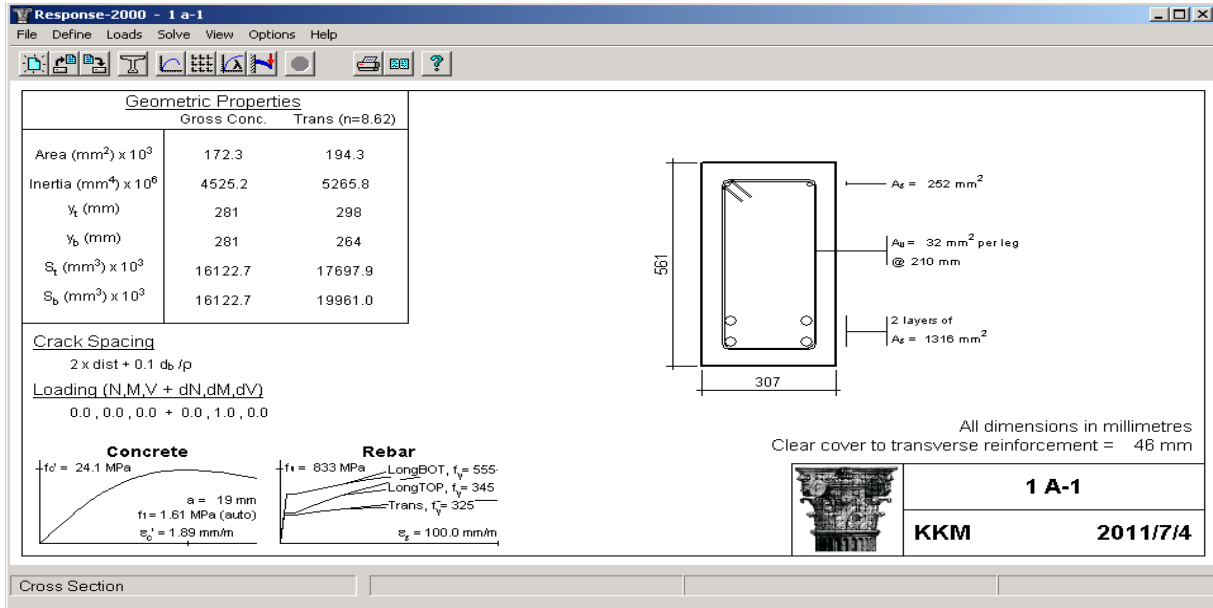 Response-2000 - 1 a-1
File Define Loads Solve View Options Help
Geometric Properties
Gross Conc. Trans (n=8.62)
Area (mm²) x 10³ 172.3 194.3
Inertia (mm⁴) x 10⁶ 4525.2 5265.8
yt (mm) 281 298
yb (mm) 281 264
St (mm³) x 10³ 16122.7 17697.9
Sb (mm³) x 10³ 16122.7 19961.0
Crack Spacing
2 x dist + 0.1 db /ρ
Loading (N,M,V + dN,dM,dV)
0.0 , 0.0 , 0.0 + 0.0 , 1.0 , 0.0
Concrete
fc' = 24.1 MPa
a = 19 mm
ft = 1.61 MPa (auto)
εc' = 1.89 mm/m
Rebar
fs = 833 MPa
LongBOT, fy= 555
LongTOP, fy= 345
Trans, fy= 325
εs = 100.0 mm/m
561
307
As = 252 mm²
Av = 32 mm² per leg
@ 210 mm
2 layers of
As = 1316 mm²
All dimensions in millimetres
Clear cover to transverse reinforcement = 46 mm
1 A-1
KKM 2011/7/4
Cross Section